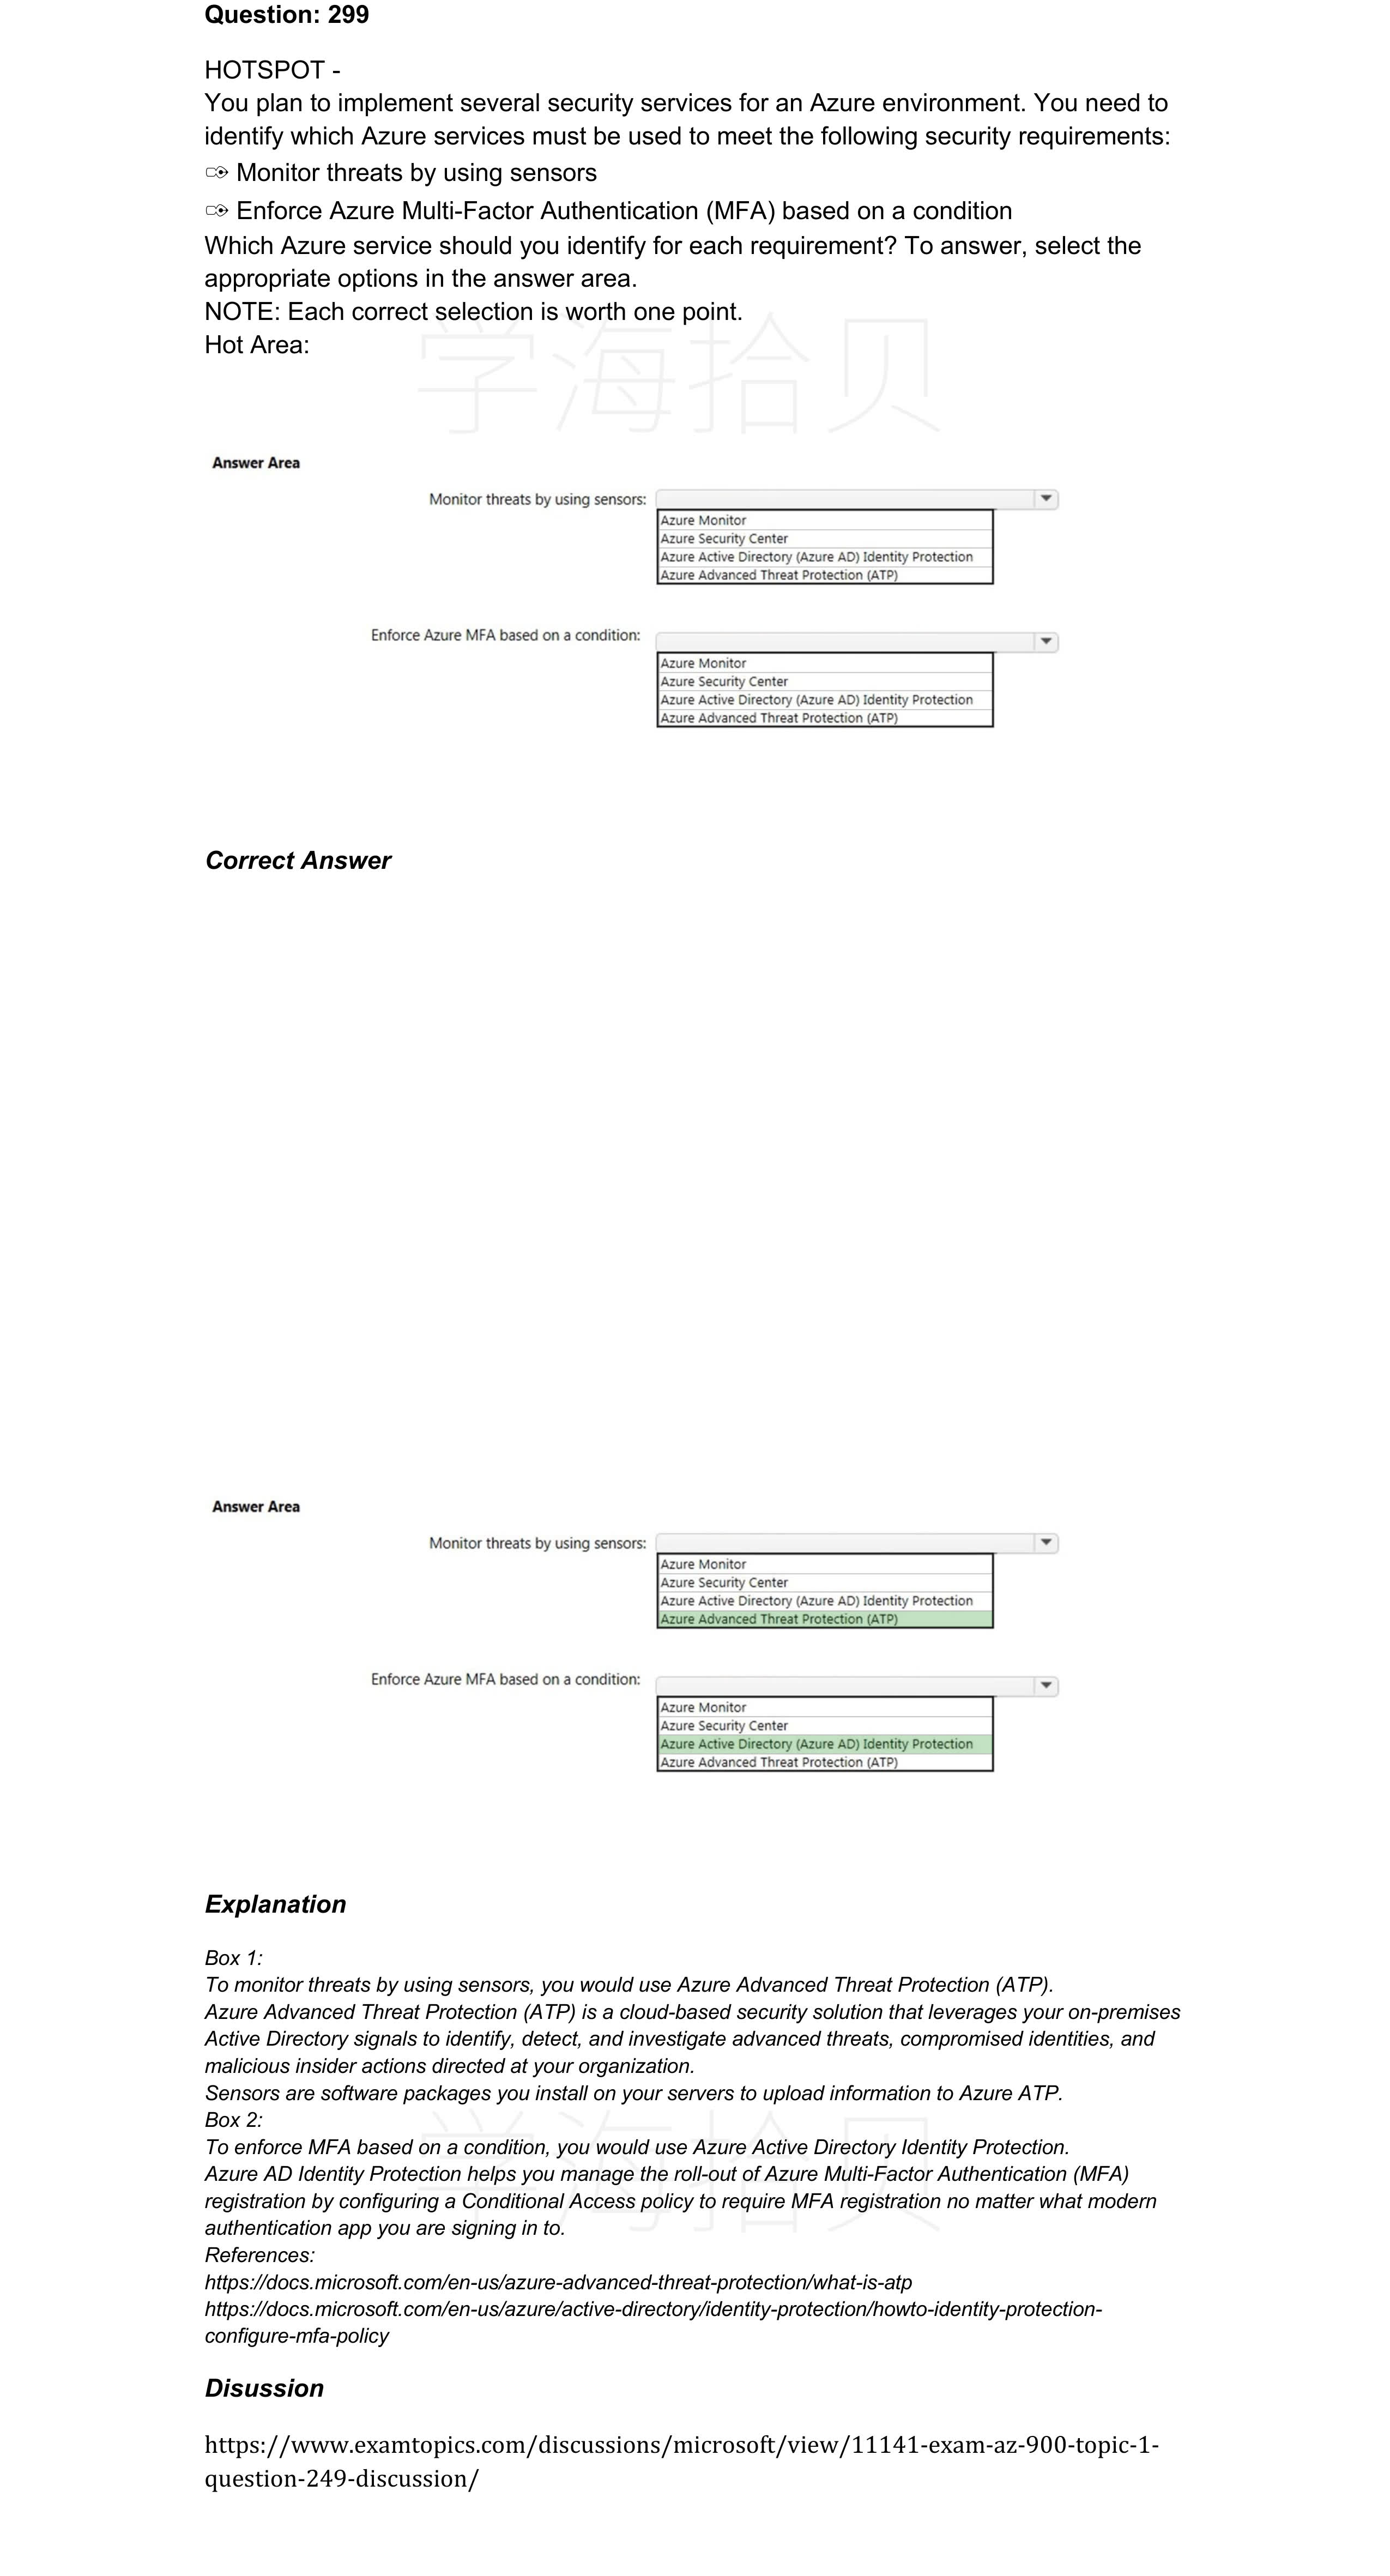 Question: 299
HOTSPOT -
You plan to implement several security services for an Azure environment. You need to
identify which Azure services must be used to meet the following security requirements:
Monitor threats by using sensors
Enforce Azure Multi-Factor Authentication (MFA) based on a condition
Which Azure service should you identify for each requirement? To answer, select the
appropriate options in the answer area.
NOTE: Each correct selection is worth one point.
Hot Area:
学海拾贝
Answer Area
Monitor threats by using sensors:
Azure Monitor
Azure Security Center
Azure Active Directory (Azure AD) Identity Protection
Azure Advanced Threat Protection (ATP)
Enforce Azure MFA based on a condition:
Azure Monitor
Azure Security Center
Azure Active Directory (Azure AD) Identity Protection
Azure Advanced Threat Protection (ATP)
Correct Answer
Answer Area
Monitor threats by using sensors:
Azure Monitor
Azure Security Center
Azure Active Directory (Azure AD) Identity Protection
Azure Advanced Threat Protection (ATP)
Enforce Azure MFA based on a condition:
Azure Monitor
Azure Security Center
Azure Active Directory (Azure AD) Identity Protection
Azure Advanced Threat Protection (ATP)
Explanation
Box 1:
To monitor threats by using sensors, you would use Azure Advanced Threat Protection (ATP).
Azure Advanced Threat Protection (ATP) is a cloud-based security solution that leverages your on-premises
Active Directory signals to identify, detect, and investigate advanced threats, compromised identities, and
malicious insider actions directed at your organization.
Sensors are software packages you install on your servers to upload information to Azure ATP.
Box 2:
To enforce MFA based on a condition, you would use Azure Active Directory Identity Protection.
Azure AD Identity Protection helps you manage the roll-out of Azure Multi-Factor Authentication (MFA)
registration by configuring a Conditional Access policy to require MFA registration no matter what modern
authentication app you are signing in to.
学海拾贝
References:
https://docs.microsoft.com/en-us/azure-advanced-threat-protection/what-is-atp
https://docs.microsoft.com/en-us/azure/active-directory/identity-protection/howto-identity-protection-
configure-mfa-policy
Disussion
https://www.examtopics.com/discussions/microsoft/view/11141-exam-az-900-topic-1-
question-249-discussion/